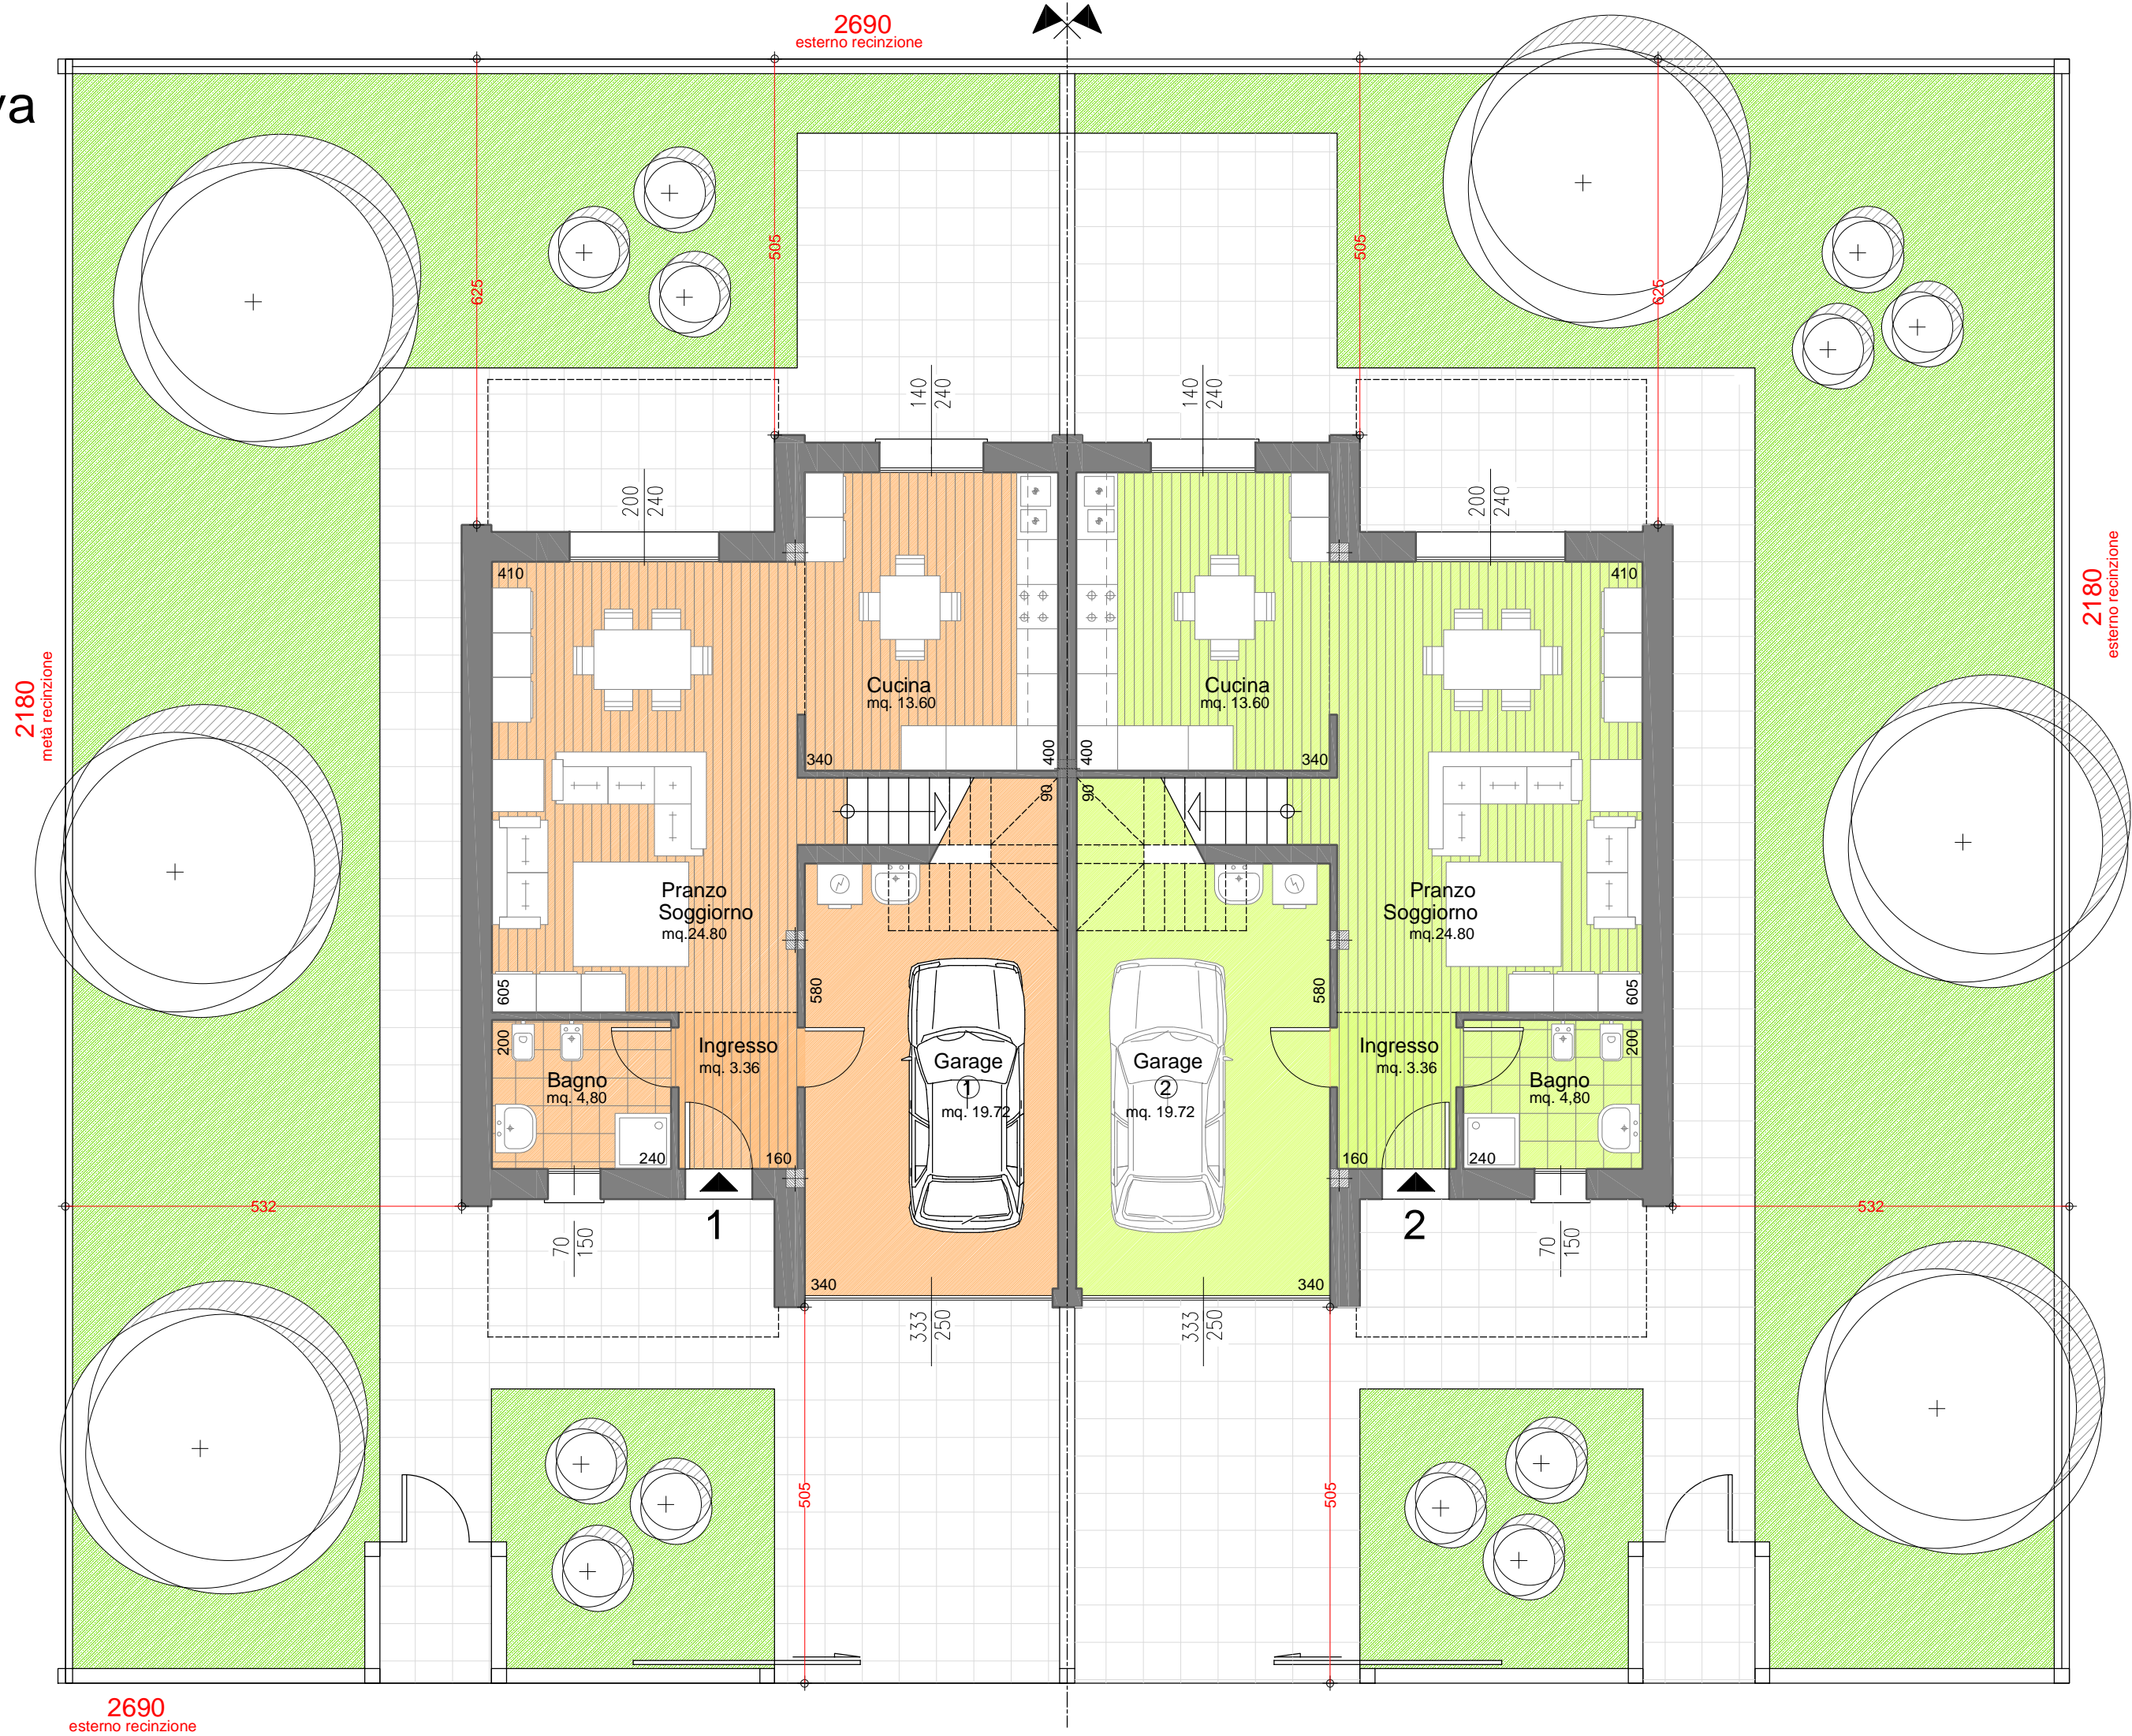 2690
esterno recinzione
va
625
505
505
625
140
240
140
240
200
240
200
240
410
410
2180
metà recinzione
2180
esterno recinzione
Cucina
mq. 13.60
Cucina
mq. 13.60
340
400
400
340
90
90
Pranzo
Soggiorno
mq.24.80
Pranzo
Soggiorno
mq.24.80
605
580
580
605
200
Ingresso
mq. 3.36
Garage
1
mq. 19.72
Garage
2
mq. 19.72
Ingresso
mq. 3.36
200
Bagno
mq. 4,80
Bagno
mq. 4,80
240
160
160
240
532
532
1
2
70
150
70
150
340
340
333
250
333
250
505
505
2690
esterno recinzione